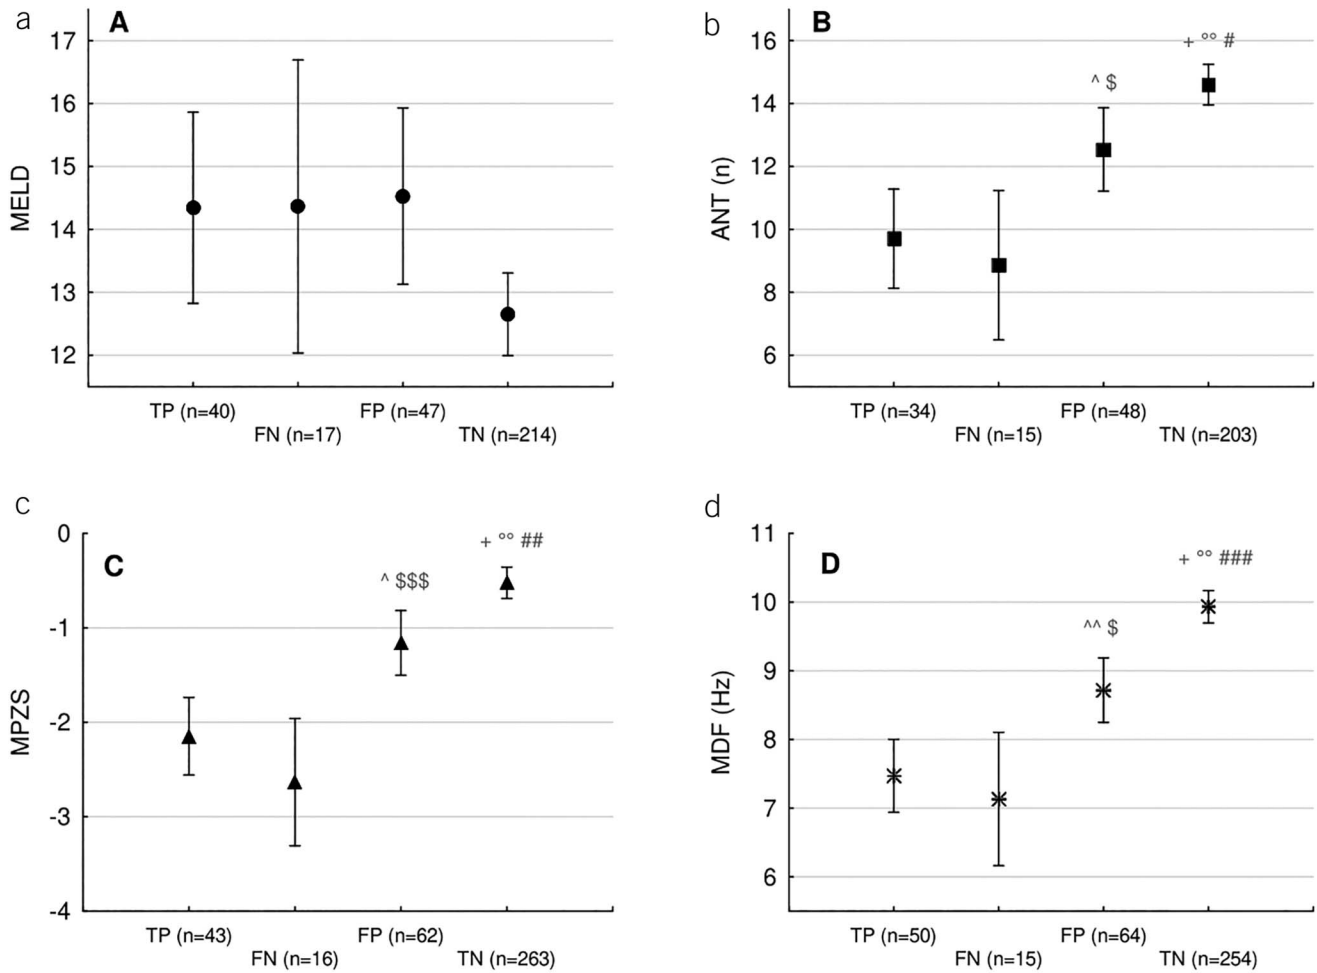 a
A
MELD
17
16
15
14
13
12
TP (n=40)
FN (n=17)
FP (n=47)
TN (n=214)
b
B
ANT (n)
16
14
12
10
8
6
^ $
+ °° #
TP (n=34)
FN (n=15)
FP (n=48)
TN (n=203)
c
C
MPZS
0
-1
-2
-3
-4
^ $$$
+ °° ##
TP (n=43)
FN (n=16)
FP (n=62)
TN (n=263)
d
D
MDF (Hz)
11
10
9
8
7
6
^^ $
+ °° ###
TP (n=50)
FN (n=15)
FP (n=64)
TN (n=254)